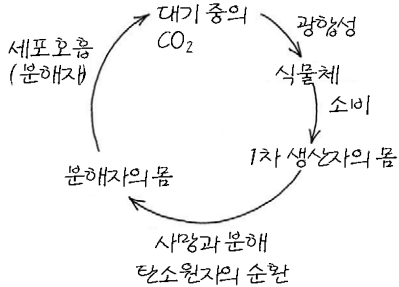 대기 중의
CO₂
광합성
식물체
소비
1차 생산자의 몸
사망과 분해
탄소원자의 순환
분해자의 몸
세포호흡
(분해자)